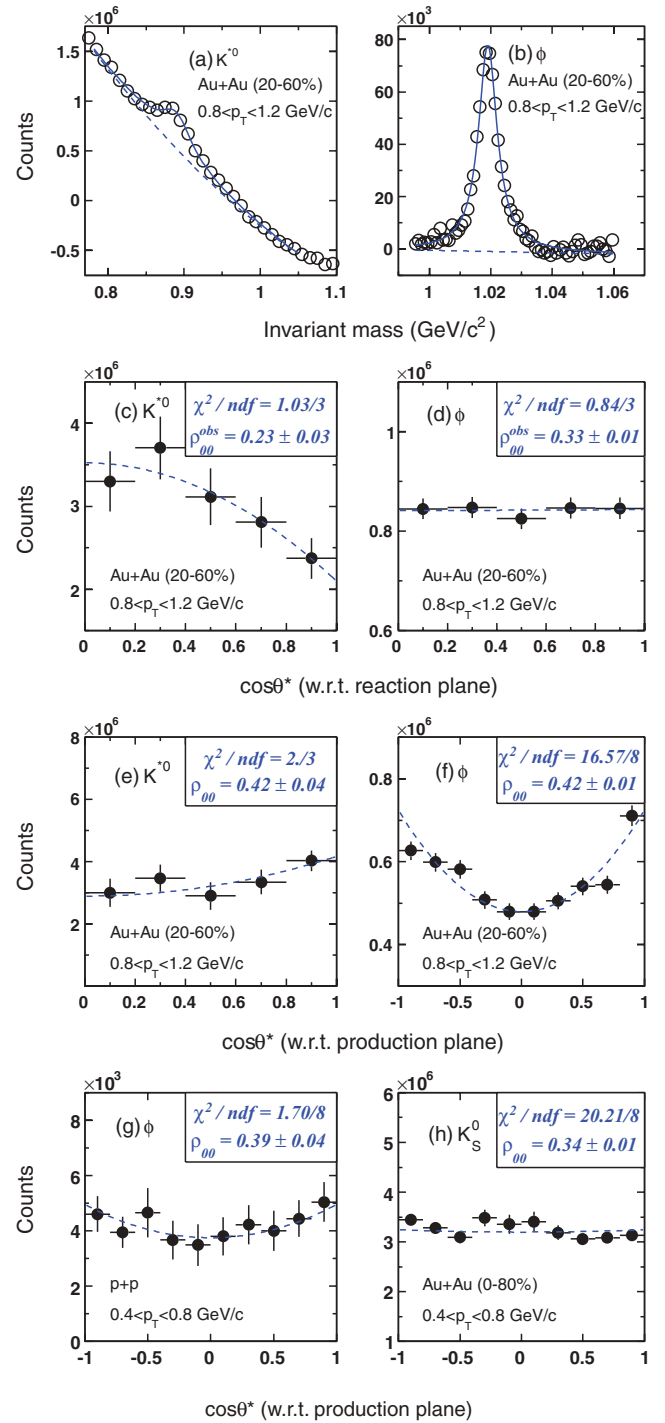 ×10⁶
(a) K*⁰
Au+Au (20-60%)
0.8<p_T<1.2 GeV/c
1.5
1
0.5
0
-0.5
0.8 0.9 1 1.1
Counts
×10³
(b) φ
Au+Au (20-60%)
0.8<p_T<1.2 GeV/c
80
60
40
20
0
1 1.02 1.04 1.06
Invariant mass (GeV/c²)
×10⁶
(c) K*⁰
χ² / ndf = 1.03/3
ρ₀₀^obs = 0.23 ± 0.03
Au+Au (20-60%)
0.8<p_T<1.2 GeV/c
4
3
2
0 0.2 0.4 0.6 0.8 1
Counts
×10⁶
(d) φ
χ² / ndf = 0.84/3
ρ₀₀^obs = 0.33 ± 0.01
Au+Au (20-60%)
0.8<p_T<1.2 GeV/c
1
0.8
0.6
0 0.2 0.4 0.6 0.8 1
cosθ* (w.r.t. reaction plane)
×10⁶
(e) K*⁰
χ² / ndf = 2./3
ρ₀₀ = 0.42 ± 0.04
Au+Au (20-60%)
0.8<p_T<1.2 GeV/c
8
6
4
2
0 0.2 0.4 0.6 0.8 1
Counts
×10⁶
(f) φ
χ² / ndf = 16.57/8
ρ₀₀ = 0.42 ± 0.01
Au+Au (20-60%)
0.8<p_T<1.2 GeV/c
0.8
0.6
0.4
-1 -0.5 0 0.5 1
cosθ* (w.r.t. production plane)
×10³
(g) φ
χ² / ndf = 1.70/8
ρ₀₀ = 0.39 ± 0.04
p+p
0.4<p_T<0.8 GeV/c
8
6
4
2
0
-1 -0.5 0 0.5 1
Counts
×10⁶
(h) K_S⁰
χ² / ndf = 20.21/8
ρ₀₀ = 0.34 ± 0.01
Au+Au (0-80%)
0.4<p_T<0.8 GeV/c
6
5
4
3
2
1
-1 -0.5 0 0.5 1
cosθ* (w.r.t. production plane)